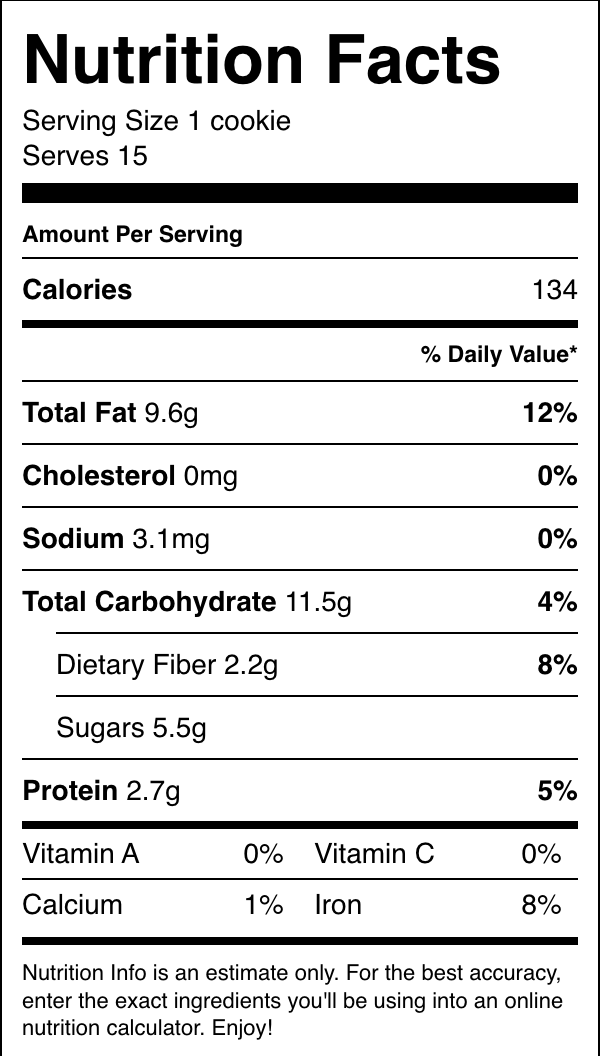 Nutrition Facts
Serving Size 1 cookie
Serves 15
Amount Per Serving
Calories 134
% Daily Value*
Total Fat 9.6g 12%
Cholesterol 0mg 0%
Sodium 3.1mg 0%
Total Carbohydrate 11.5g 4%
Dietary Fiber 2.2g 8%
Sugars 5.5g
Protein 2.7g 5%
Vitamin A 0% Vitamin C 0%
Calcium 1% Iron 8%
Nutrition Info is an estimate only. For the best accuracy,
enter the exact ingredients you'll be using into an online
nutrition calculator. Enjoy!